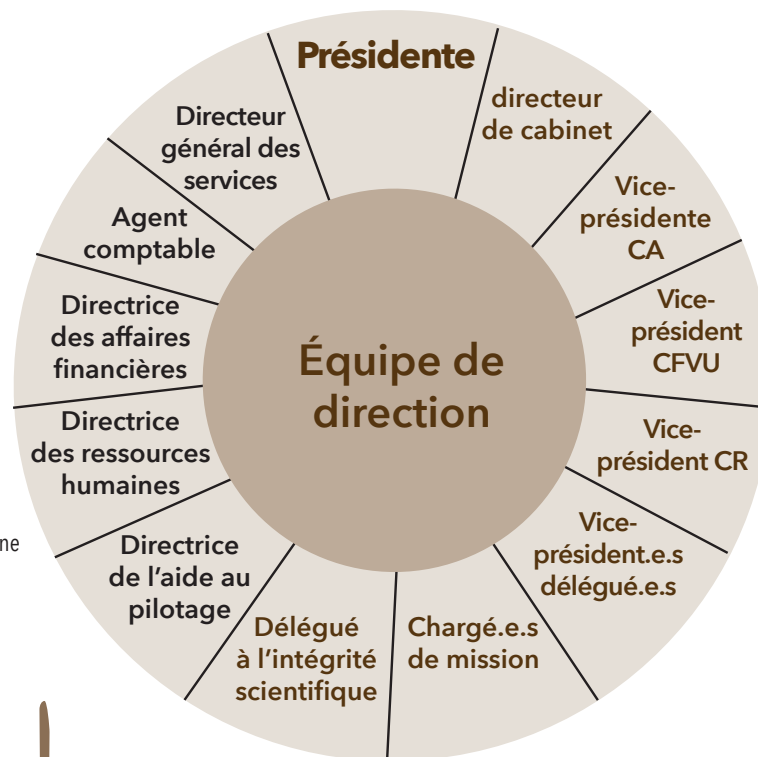 Présidente
directeur
de cabinet
Vice-
présidente
CA
Vice-
président
CFVU
Vice-
président CR
Vice-
président.e.s
délégué.e.s
Chargé.e.s
de mission
Délégué
à l'intégrité
scientifique
Directrice
de l'aide au
pilotage
Directrice
des ressources
humaines
Directrice
des affaires
financières
Agent
comptable
Directeur
général des
services
Équipe de
direction